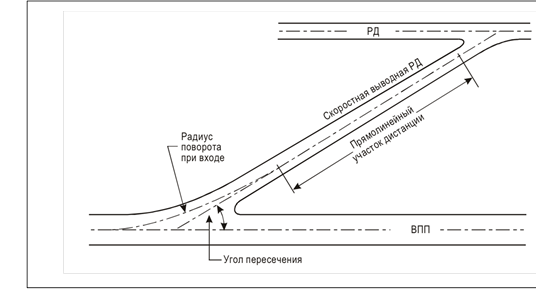 РД
Скоростная выводная РД
Прямолинейный
участок дистанции
Радиус
поворота
при входе
ВПП
Угол пересечения